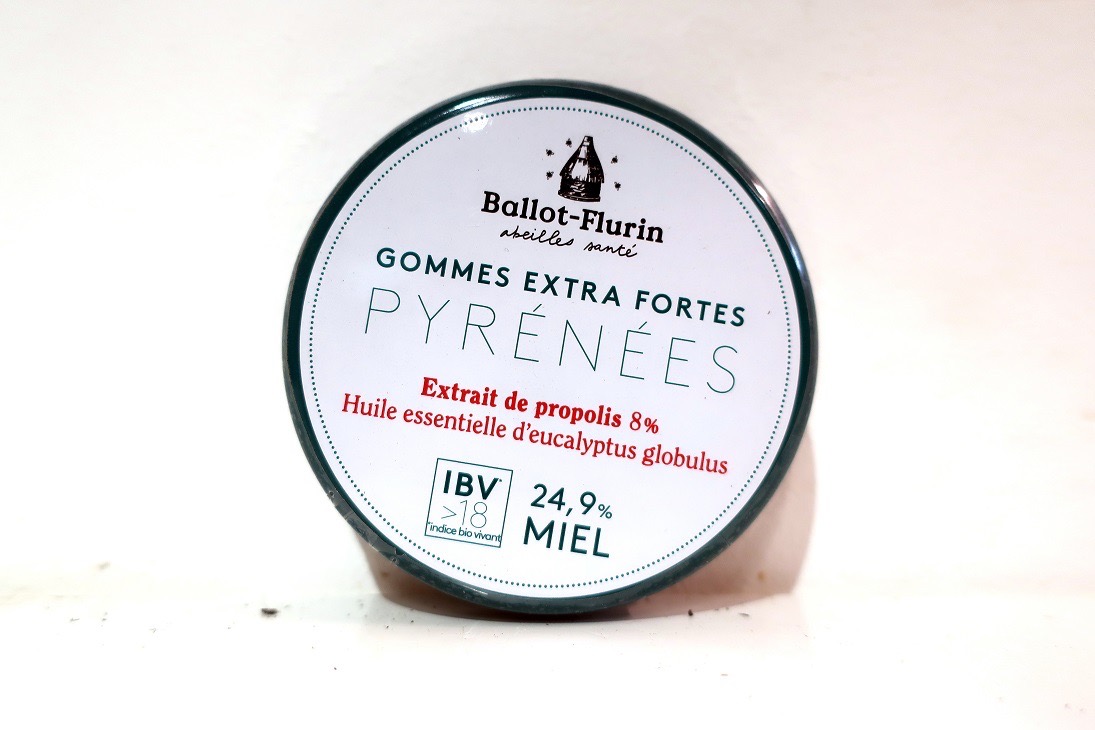 Ballot-Flurin
abeilles santé
GOMMES EXTRA FORTES
PYRÉNÉES
Extrait de propolis 8%
Huile essentielle d'eucalyptus globulus
IBV*
>18
*indice bio vivant
24,9%
MIEL